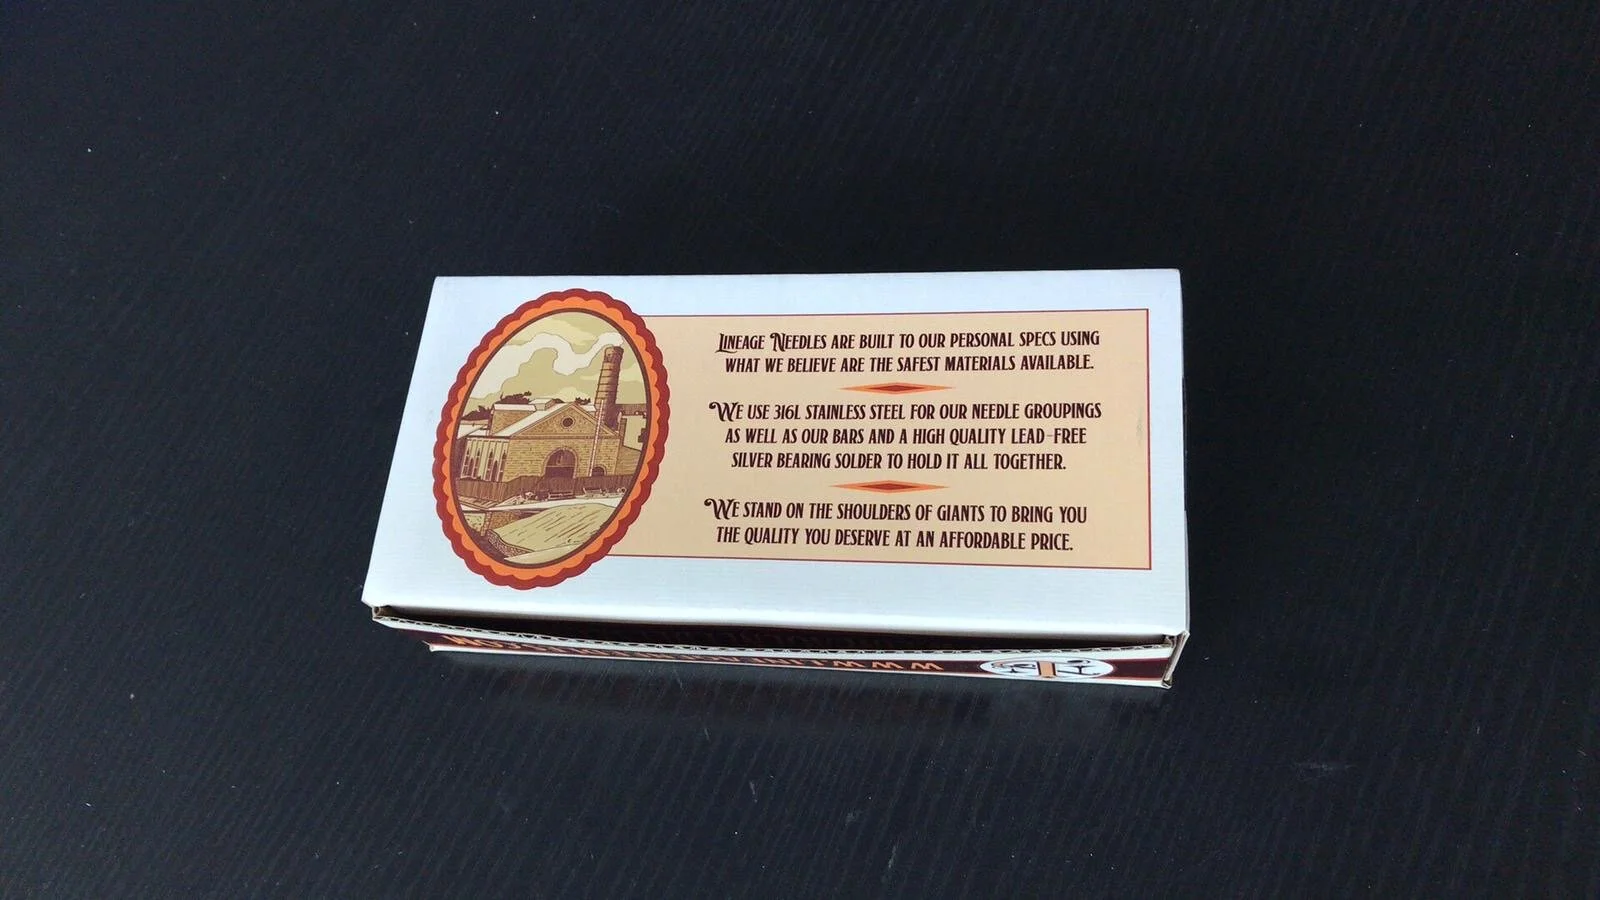 Lineage Needles are built to our personal specs using
what we believe are the safest materials available.
We use 316L stainless steel for our needle groupings
as well as our bars and a high quality lead-free
silver bearing solder to hold it all together.
We stand on the shoulders of giants to bring you
the quality you deserve at an affordable price.
WWW.LINEAGENEEDLES.COM